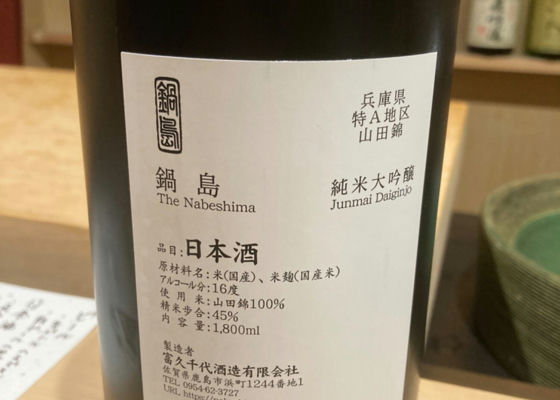 鍋島
兵庫県
特A地区
山田錦
鍋島
The Nabeshima
純米大吟醸
Junmai Daiginjo
品目:日本酒
原材料名:米(国産)、米麹(国産米)
アルコール分:16度
使用米:山田錦100%
精米歩合:45%
内容量:1,800ml
製造者
富久千代酒造有限会社
佐賀県鹿島市浜町1244番地1
TEL 0954-62-3727
URL https://